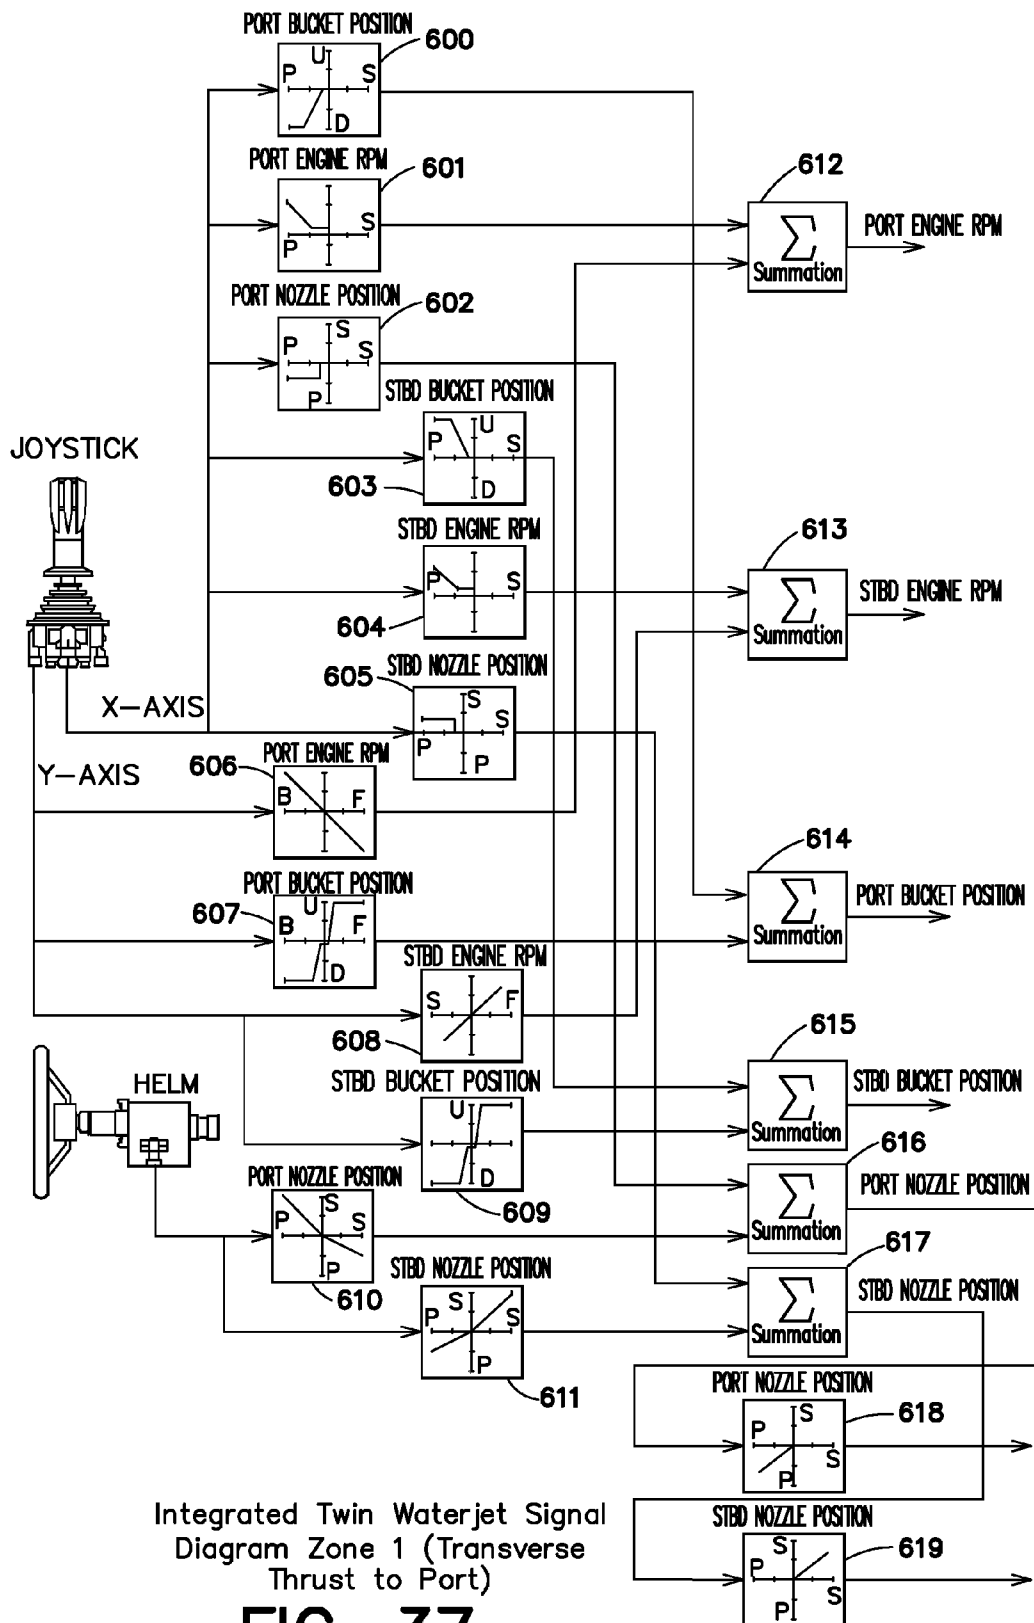 PORT BUCKET POSITION
600
P U S D
PORT ENGINE RPM
601
P S
612
Σ
Summation
PORT ENGINE RPM
PORT NOZZLE POSITION
602
P S S P
STBD BUCKET POSITION
603
P U S D
JOYSTICK
STBD ENGINE RPM
604
P S
613
Σ
Summation
STBD ENGINE RPM
STBD NOZZLE POSITION
605
S S P P
X-AXIS
Y-AXIS
PORT ENGINE RPM
606
B F
614
Σ
Summation
PORT BUCKET POSITION
PORT BUCKET POSITION
607
B U F D
STBD ENGINE RPM
608
S F
615
Σ
Summation
STBD BUCKET POSITION
HELM
STBD BUCKET POSITION
609
U D
616
Σ
Summation
PORT NOZZLE POSITION
PORT NOZZLE POSITION
610
P S S P
617
Σ
Summation
STBD NOZZLE POSITION
STBD NOZZLE POSITION
611
P S S P
PORT NOZZLE POSITION
618
P S S P
STBD NOZZLE POSITION
619
P S S P
Integrated Twin Waterjet Signal
Diagram Zone 1 (Transverse
Thrust to Port)
FIG. 37